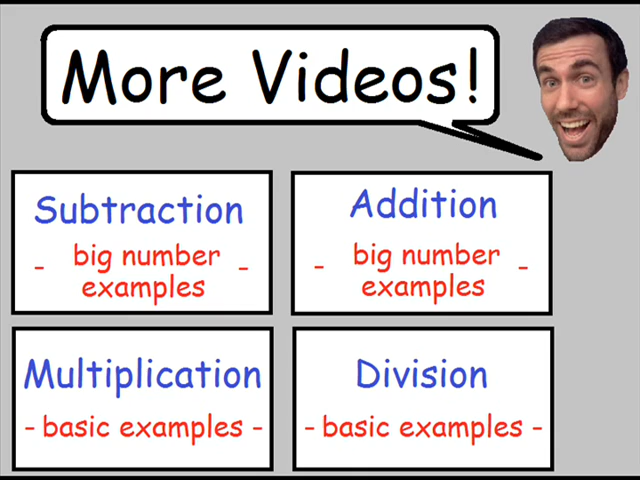 More Videos!
Subtraction
- big number -
examples
Addition
- big number -
examples
Multiplication
- basic examples -
Division
- basic examples -